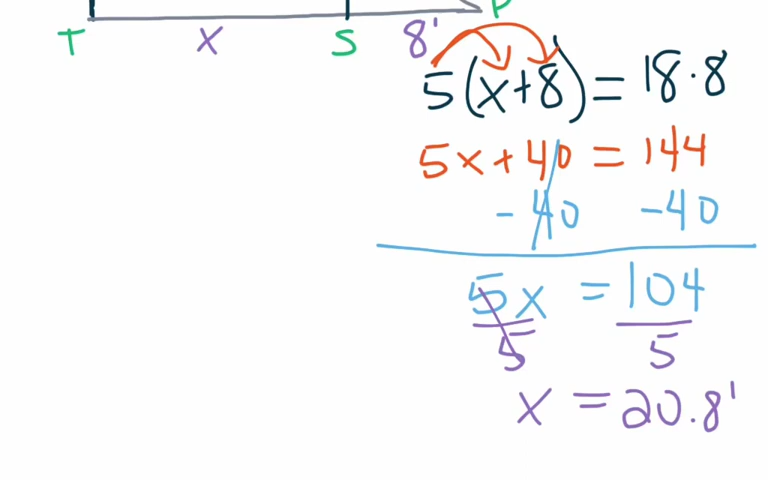 P
T x S 8'
5(x+8) = 18·8
5x+40 = 144
-40 -40
5x = 104
5 5
x = 20.8'